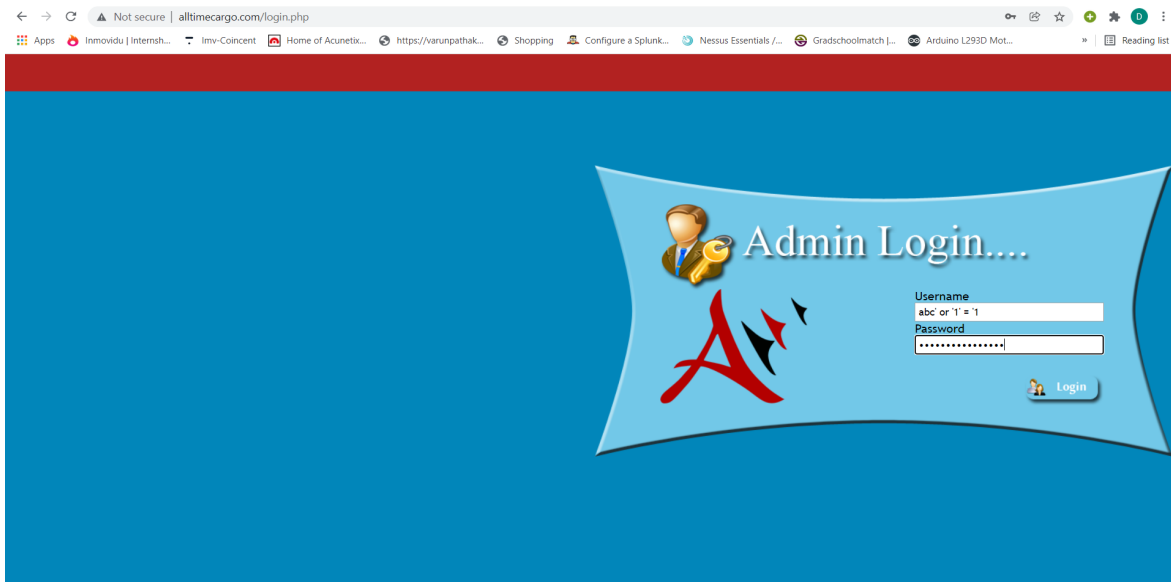 Not secure | alltimecargo.com/login.php
D
Apps Inmovidu | Internsh... Imv-Coincent Home of Acunetix... https://varunpathak... Shopping Configure a Splunk... Nessus Essentials /... Gradschoolmatch |... Arduino L293D Mot... » Reading list
Admin Login....
Username
abc' or '1' = '1
Password
••••••••••••••••
Login